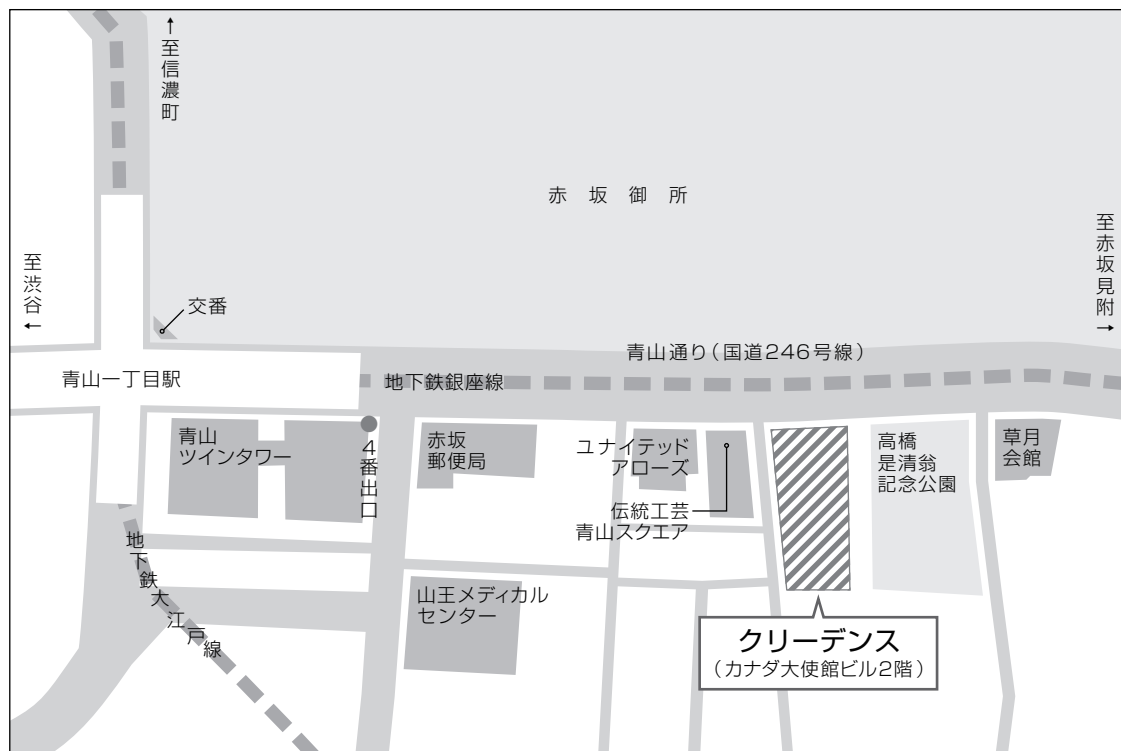 ↑至信濃町
赤坂御所
至渋谷←
至赤坂見附→
交番
青山通り（国道246号線）
青山一丁目駅
地下鉄銀座線
青山
ツインタワー
4番出口
赤坂
郵便局
ユナイテッド
アローズ
伝統工芸
青山スクエア
高橋
是清翁
記念公園
草月
会館
地下鉄大江戸線
山王メディカル
センター
クリーデンス
（カナダ大使館ビル2階）